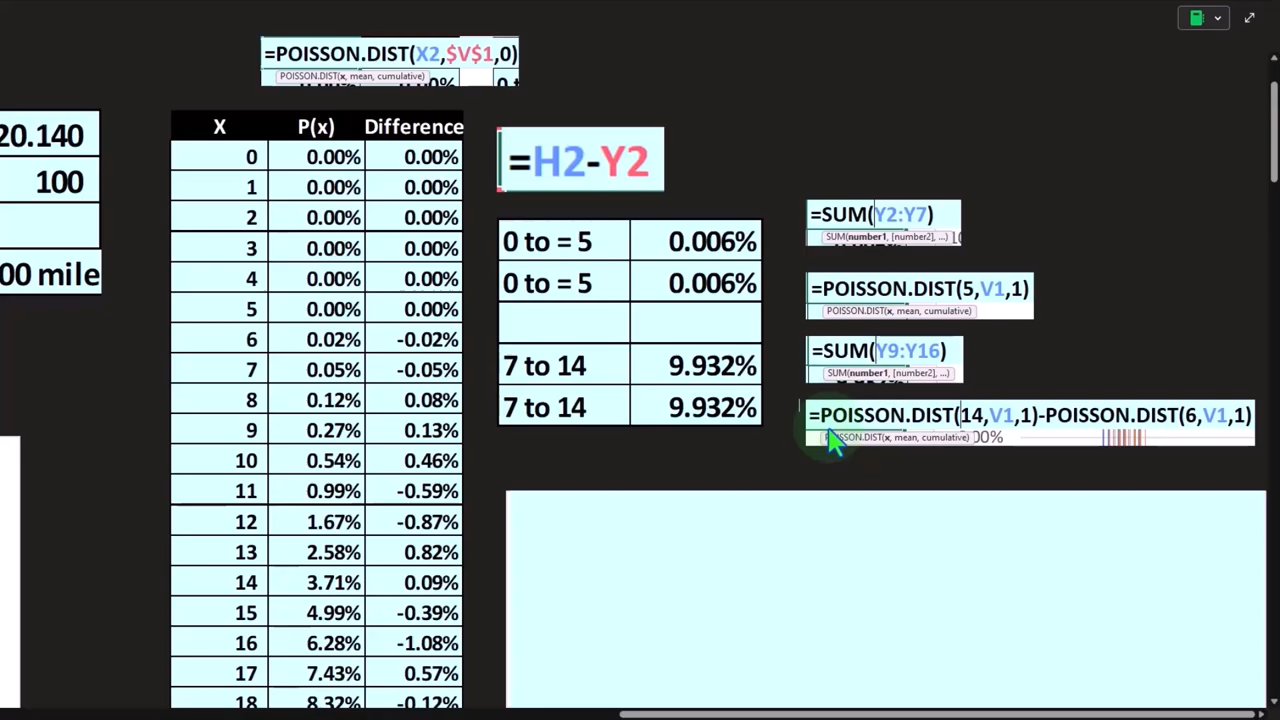 =POISSON.DIST(X2,$V$1,0)
POISSON.DIST(x, mean, cumulative)
20.140
100
00 mile
X P(x) Difference
0 0.00% 0.00%
1 0.00% 0.00%
2 0.00% 0.00%
3 0.00% 0.00%
4 0.00% 0.00%
5 0.00% 0.00%
6 0.02% -0.02%
7 0.05% -0.05%
8 0.12% 0.08%
9 0.27% 0.13%
10 0.54% 0.46%
11 0.99% -0.59%
12 1.67% -0.87%
13 2.58% 0.82%
14 3.71% 0.09%
15 4.99% -0.39%
16 6.28% -1.08%
17 7.43% 0.57%
18 8.32% -0.12%
=H2-Y2
0 to = 5 0.006%
0 to = 5 0.006%
7 to 14 9.932%
7 to 14 9.932%
=SUM(Y2:Y7)
SUM(number1, [number2], ...)
=POISSON.DIST(5,V1,1)
POISSON.DIST(x, mean, cumulative)
=SUM(Y9:Y16)
SUM(number1, [number2], ...)
=POISSON.DIST(14,V1,1)-POISSON.DIST(6,V1,1)
POISSON.DIST(x, mean, cumulative) 00%